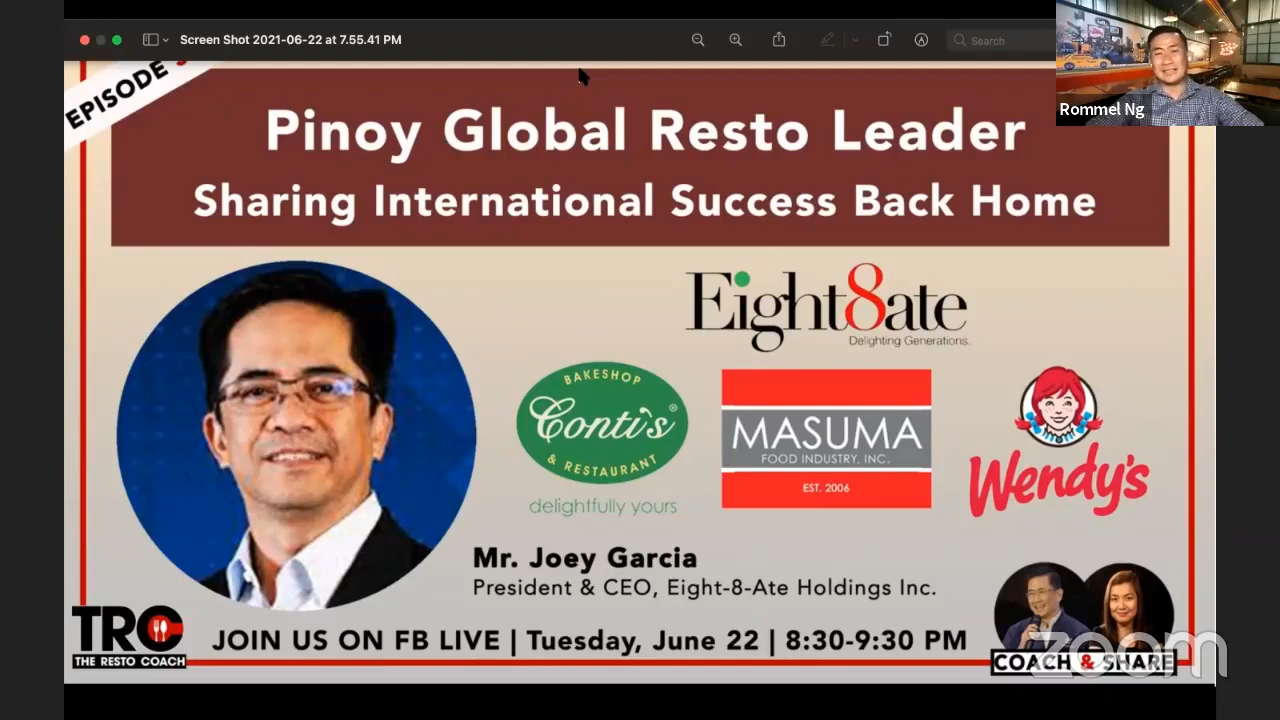 Screen Shot 2021-06-22 at 7.55.41 PM
Search
Rommel Ng
EPISODE
Pinoy Global Resto Leader
Sharing International Success Back Home
Eight8ate
Delighting Generations.
BAKESHOP
Conti's®
& RESTAURANT
delightfully yours
MASUMA
FOOD INDUSTRY, INC.
EST. 2006
Wendy's
Mr. Joey Garcia
President & CEO, Eight-8-Ate Holdings Inc.
TRC
THE RESTO COACH
JOIN US ON FB LIVE | Tuesday, June 22 | 8:30-9:30 PM
COACH & SHARE
zoom